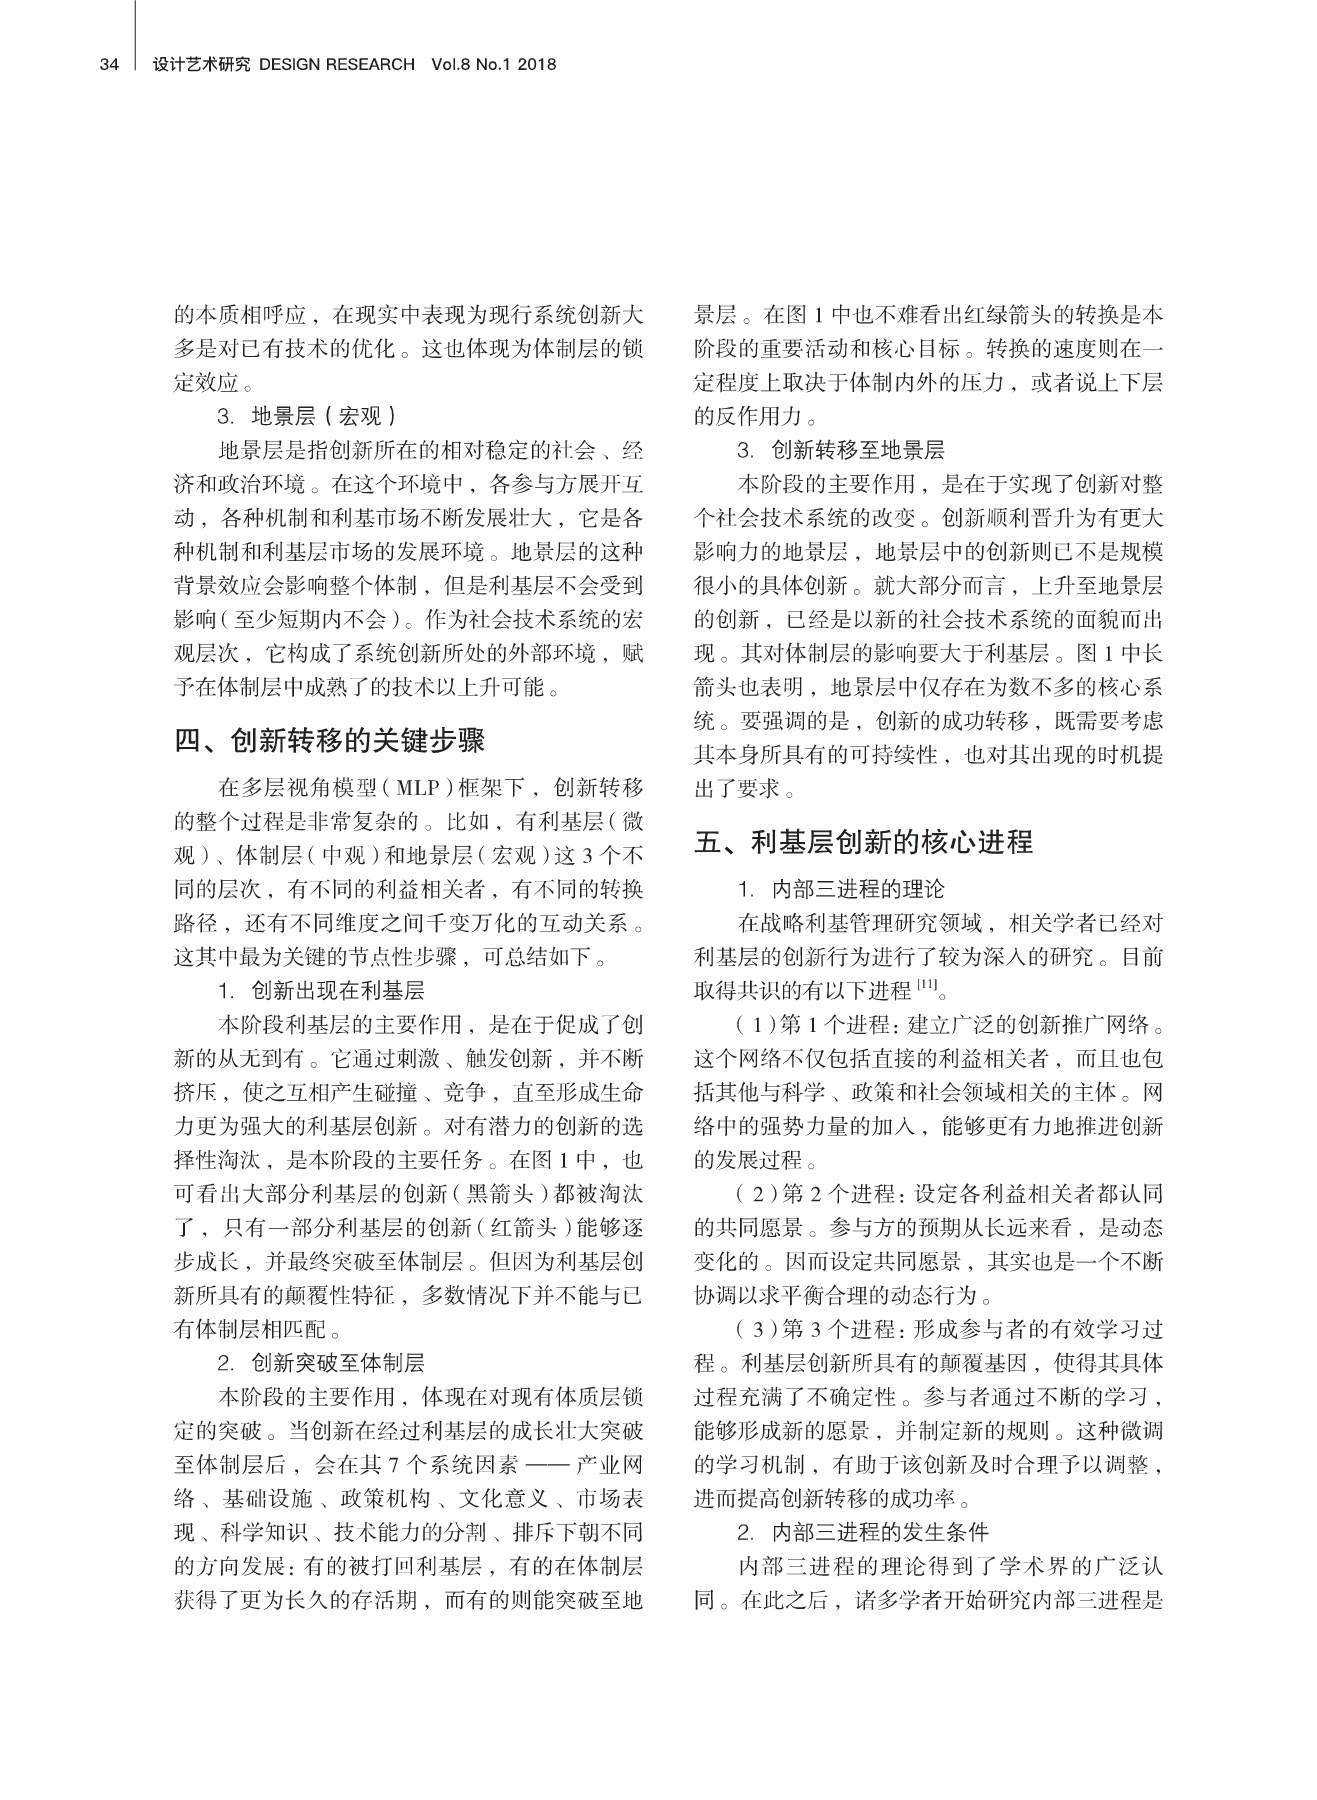 34 设计艺术研究 DESIGN RESEARCH Vol.8 No.1 2018
的本质相呼应，在现实中表现为现行系统创新大
多是对已有技术的优化。这也体现为体制层的锁
定效应。
3. 地景层（宏观）
地景层是指创新所在的相对稳定的社会、经
济和政治环境。在这个环境中，各参与方展开互
动，各种机制和利基市场不断发展壮大，它是各
种机制和利基层市场的发展环境。地景层的这种
背景效应会影响整个体制，但是利基层不会受到
影响（至少短期内不会）。作为社会技术系统的宏
观层次，它构成了系统创新所处的外部环境，赋
予在体制层中成熟了的技术以上升可能。
四、创新转移的关键步骤
在多层视角模型（MLP）框架下，创新转移
的整个过程是非常复杂的。比如，有利基层（微
观）、体制层（中观）和地景层（宏观）这 3 个不
同的层次，有不同的利益相关者，有不同的转换
路径，还有不同维度之间千变万化的互动关系。
这其中最为关键的节点性步骤，可总结如下。
1. 创新出现在利基层
本阶段利基层的主要作用，是在于促成了创
新的从无到有。它通过刺激、触发创新，并不断
挤压，使之互相产生碰撞、竞争，直至形成生命
力更为强大的利基层创新。对有潜力的创新的选
择性淘汰，是本阶段的主要任务。在图 1 中，也
可看出大部分利基层的创新（黑箭头）都被淘汰
了，只有一部分利基层的创新（红箭头）能够逐
步成长，并最终突破至体制层。但因为利基层创
新所具有的颠覆性特征，多数情况下并不能与已
有体制层相匹配。
2. 创新突破至体制层
本阶段的主要作用，体现在对现有体质层锁
定的突破。当创新在经过利基层的成长壮大突破
至体制层后，会在其 7 个系统因素 —— 产业网
络、基础设施、政策机构、文化意义、市场表
现、科学知识、技术能力的分割、排斥下朝不同
的方向发展：有的被打回利基层，有的在体制层
获得了更为长久的存活期，而有的则能突破至地
景层。在图 1 中也不难看出红绿箭头的转换是本
阶段的重要活动和核心目标。转换的速度则在一
定程度上取决于体制内外的压力，或者说上下层
的反作用力。
3. 创新转移至地景层
本阶段的主要作用，是在于实现了创新对整
个社会技术系统的改变。创新顺利晋升为有更大
影响力的地景层，地景层中的创新则已不是规模
很小的具体创新。就大部分而言，上升至地景层
的创新，已经是以新的社会技术系统的面貌而出
现。其对体制层的影响要大于利基层。图 1 中长
箭头也表明，地景层中仅存在为数不多的核心系
统。要强调的是，创新的成功转移，既需要考虑
其本身所具有的可持续性，也对其出现的时机提
出了要求。
五、利基层创新的核心进程
1. 内部三进程的理论
在战略利基管理研究领域，相关学者已经对
利基层的创新行为进行了较为深入的研究。目前
取得共识的有以下进程[11]。
（1）第 1 个进程：建立广泛的创新推广网络。
这个网络不仅包括直接的利益相关者，而且也包
括其他与科学、政策和社会领域相关的主体。网
络中的强势力量的加入，能够更有力地推进创新
的发展过程。
（2）第 2 个进程：设定各利益相关者都认同
的共同愿景。参与方的预期从长远来看，是动态
变化的。因而设定共同愿景，其实也是一个不断
协调以求平衡合理的动态行为。
（3）第 3 个进程：形成参与者的有效学习过
程。利基层创新所具有的颠覆基因，使得其具体
过程充满了不确定性。参与者通过不断的学习，
能够形成新的愿景，并制定新的规则。这种微调
的学习机制，有助于该创新及时合理予以调整，
进而提高创新转移的成功率。
2. 内部三进程的发生条件
内部三进程的理论得到了学术界的广泛认
同。在此之后，诸多学者开始研究内部三进程是